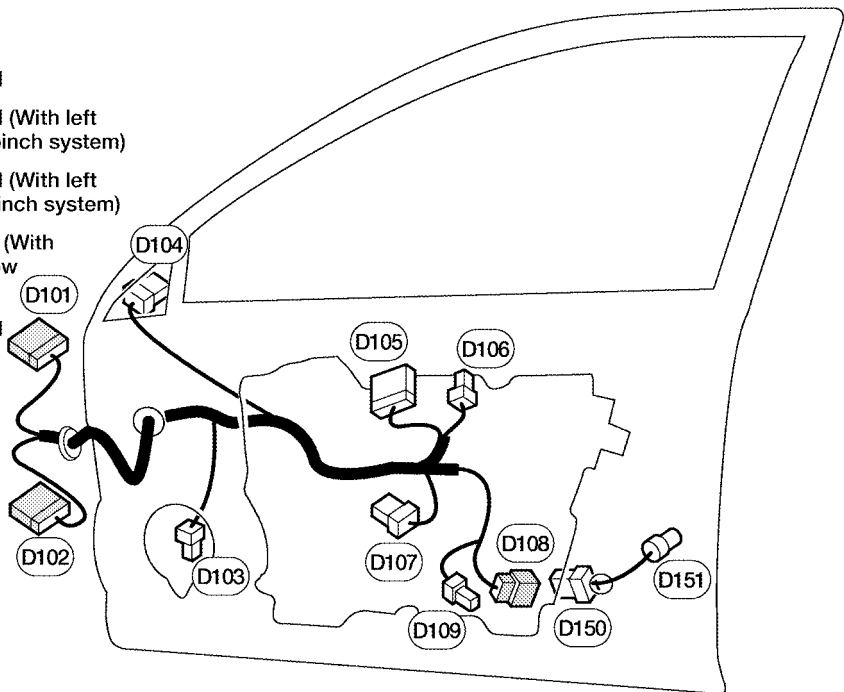 (With left
inch system)
(With left
inch system)
(With
D104
D101
D105
D106
D102
D103
D107
D108
D109
D150
D151